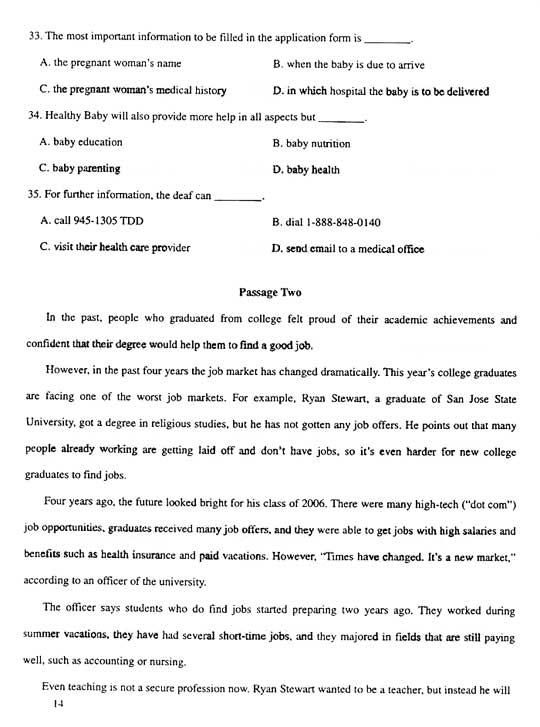 33. The most important information to be filled in the application form is ________.
A. the pregnant woman's name B. when the baby is due to arrive
C. the pregnant woman's medical history D. in which hospital the baby is to be delivered
34. Healthy Baby will also provide more help in all aspects but ________.
A. baby education B. baby nutrition
C. baby parenting D. baby health
35. For further information, the deaf can ________.
A. call 945-1305 TDD B. dial 1-888-848-0140
C. visit their health care provider D. send email to a medical office
Passage Two
In the past, people who graduated from college felt proud of their academic achievements and
confident that their degree would help them to find a good job.
However, in the past four years the job market has changed dramatically. This year's college graduates
are facing one of the worst job markets. For example, Ryan Stewart, a graduate of San Jose State
University, got a degree in religious studies, but he has not gotten any job offers. He points out that many
people already working are getting laid off and don't have jobs, so it's even harder for new college
graduates to find jobs.
Four years ago, the future looked bright for his class of 2006. There were many high-tech ("dot com")
job opportunities, graduates received many job offers, and they were able to get jobs with high salaries and
benefits such as health insurance and paid vacations. However, "Times have changed. It's a new market,"
according to an officer of the university.
The officer says students who do find jobs started preparing two years ago. They worked during
summer vacations, they have had several short-time jobs, and they majored in fields that are still paying
well, such as accounting or nursing.
Even teaching is not a secure profession now. Ryan Stewart wanted to be a teacher, but instead he will
14